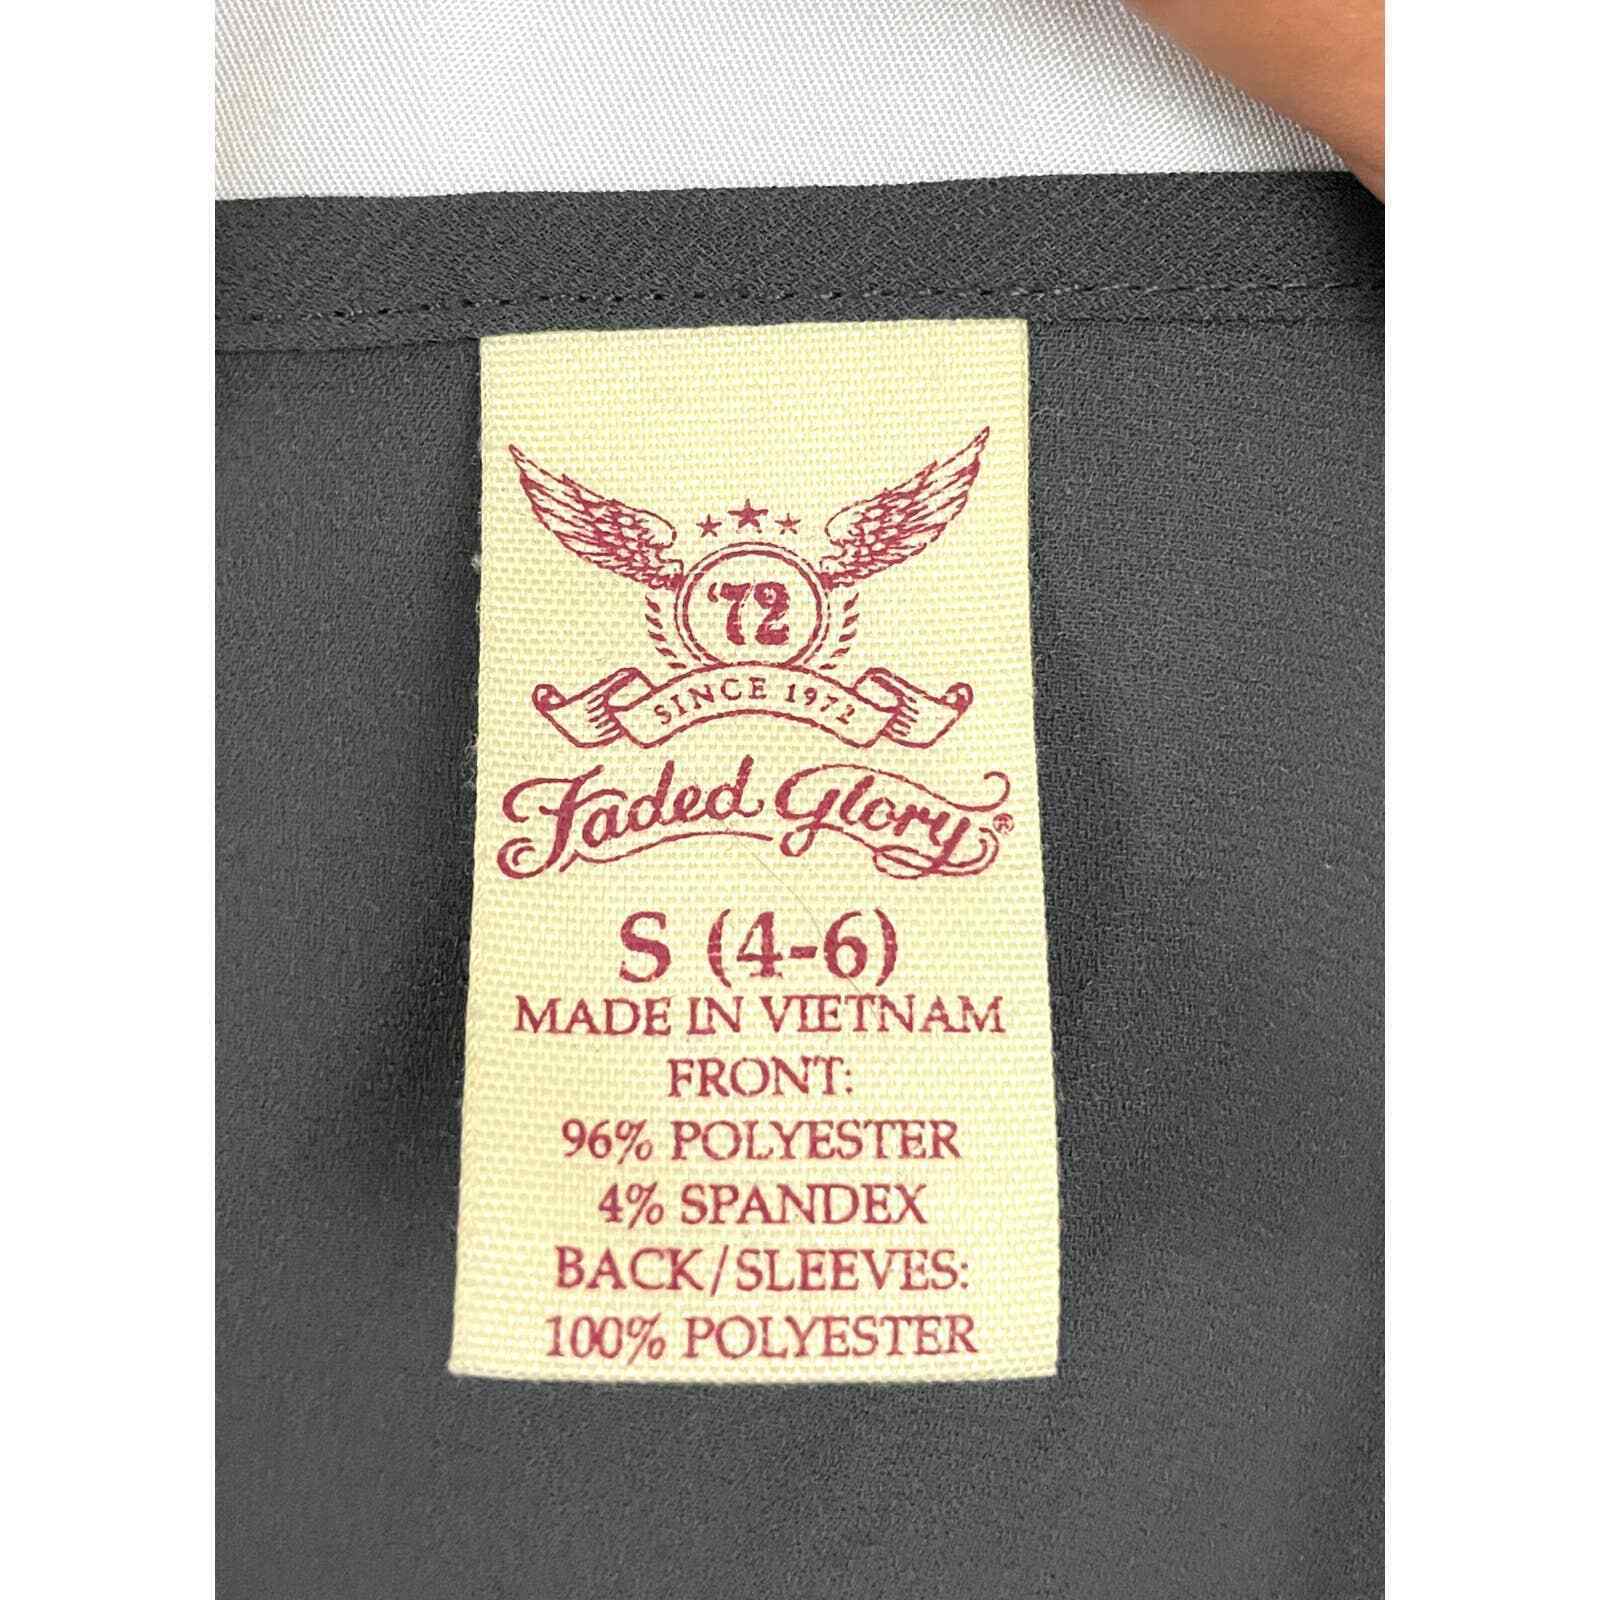 '72
SINCE 1972
Faded Glory®
S (4-6)
MADE IN VIETNAM
FRONT:
96% POLYESTER
4% SPANDEX
BACK/SLEEVES:
100% POLYESTER